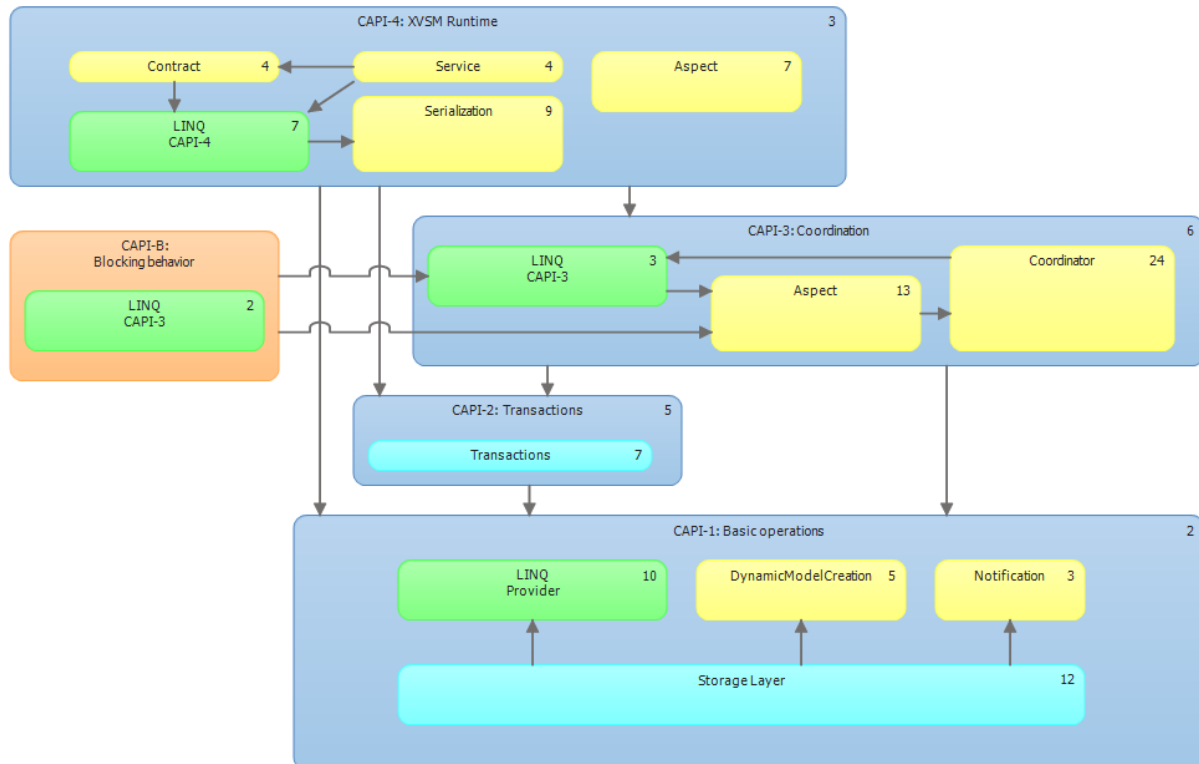 CAPI-4: XVSM Runtime 3
Contract 4
Service 4
Aspect 7
LINQ 7
CAPI-4
Serialization 9
CAPI-B:
Blocking behavior
LINQ 2
CAPI-3
CAPI-3: Coordination 6
LINQ 3
CAPI-3
Aspect 13
Coordinator 24
CAPI-2: Transactions 5
Transactions 7
CAPI-1: Basic operations 2
LINQ 10
Provider
DynamicModelCreation 5
Notification 3
Storage Layer 12